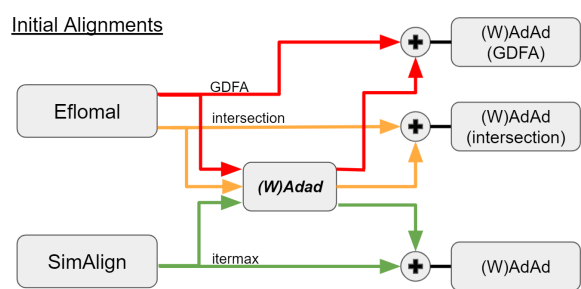 Initial Alignments
(W)AdAd
(GDFA)
GDFA
Eflomal
intersection
(W)AdAd
(intersection)
(W)Adad
SimAlign
itermax
(W)AdAd